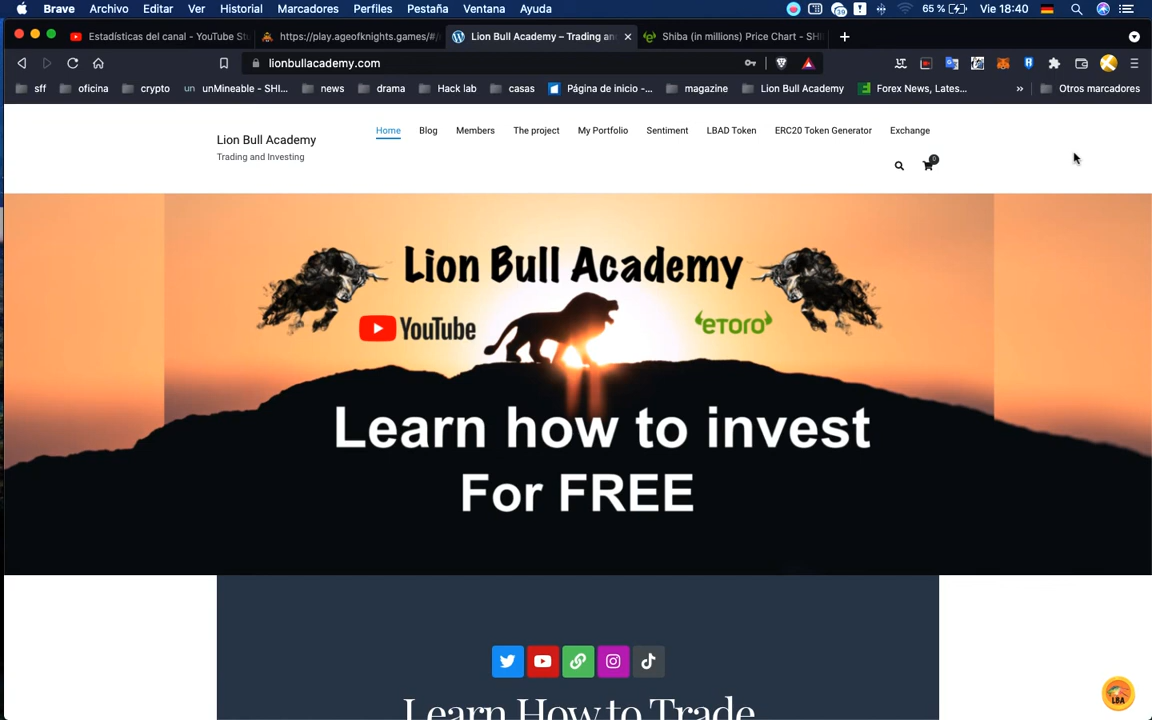 Brave Archivo Editar Ver Historial Marcadores Perfiles Pestaña Ventana Ayuda 65 % Vie 18:40
Estadísticas del canal - YouTube St
https://play.ageofknights.games/#/
Lion Bull Academy – Trading an
Shiba (in millions) Price Chart - SHI
lionbullacademy.com
sff oficina crypto un unMineable - SHI... news drama Hack lab casas Página de inicio -... magazine Lion Bull Academy Forex News, Lates... » Otros marcadores
Lion Bull Academy
Trading and Investing
Home Blog Members The project My Portfolio Sentiment LBAD Token ERC20 Token Generator Exchange
0
Lion Bull Academy
YouTube
eToro
Learn how to invest
For FREE
Learn How to Trade
LBA